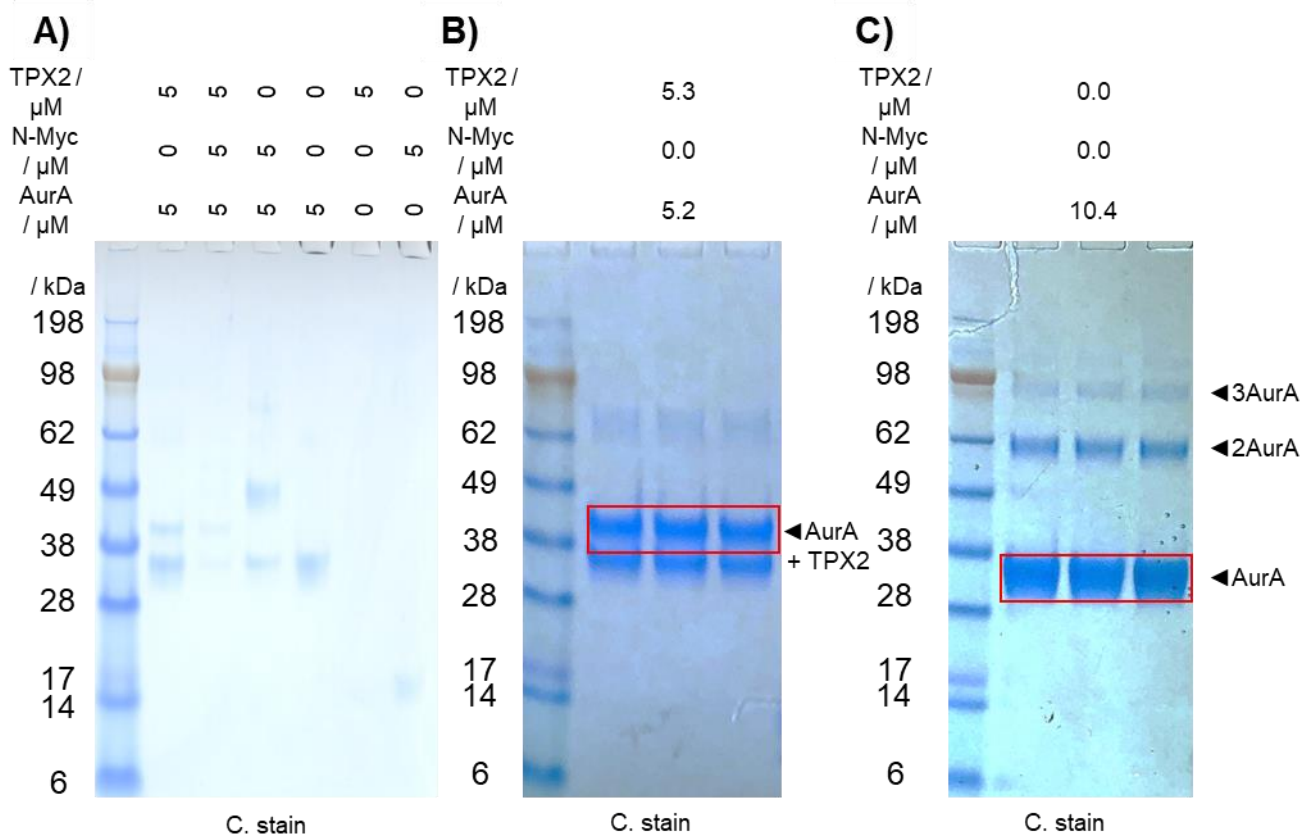 A)
TPX2 / 5 5 0 0 5 0
µM
N-Myc 0 5 5 0 0 5
/ µM
AurA 5 5 5 5 0 0
/ µM
/ kDa
198
98
62
49
38
28
17
14
6
C. stain
B)
TPX2 / 5.3
µM
N-Myc 0.0
/ µM
AurA 5.2
/ µM
/ kDa
198
98
62
49
38
28
17
14
6
AurA
+ TPX2
C. stain
C)
TPX2 / 0.0
µM
N-Myc 0.0
/ µM
AurA 10.4
/ µM
/ kDa
198
98
62
49
38
28
17
14
6
3AurA
2AurA
AurA
C. stain